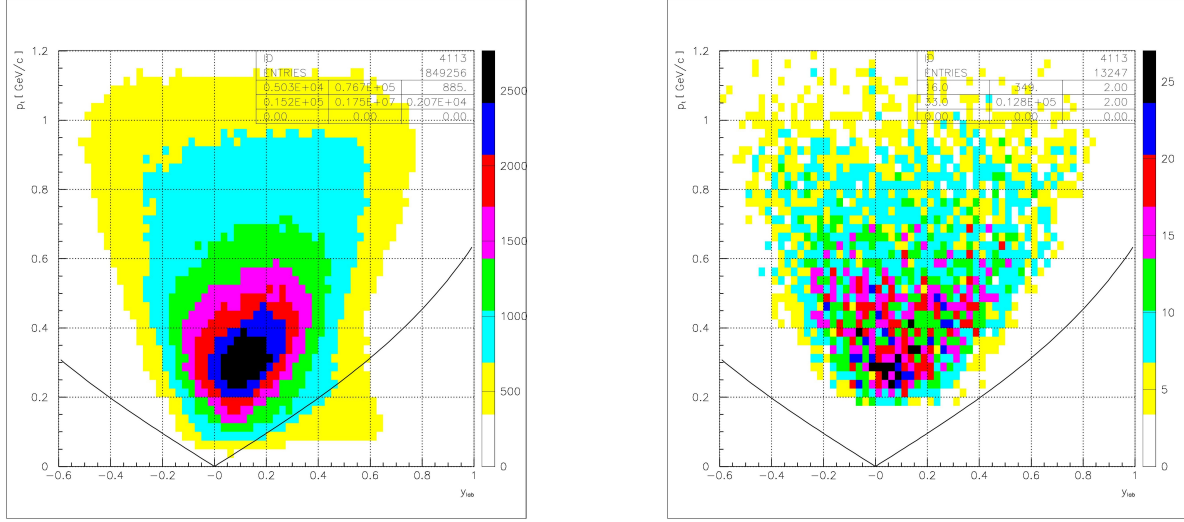 p_t [ GeV/c ]
1.2
1
0.8
0.6
0.4
0.2
0
-0.6 -0.4 -0.2 -0 0.2 0.4 0.6 0.8 1
y_lab
ID 4113
ENTRIES 1849256
0.503E+04 0.767E+05 885.
0.152E+05 0.175E+07 0.207E+04
0.00 0.00 0.00
2500
2000
1500
1000
500
0
p_t [ GeV/c ]
1.2
1
0.8
0.6
0.4
0.2
0
-0.6 -0.4 -0.2 -0 0.2 0.4 0.6 0.8 1
y_lab
ID 4113
ENTRIES 13247
16.0 349. 2.00
33.0 0.128E+05 2.00
0.00 0.00 0.00
25
20
15
10
5
0